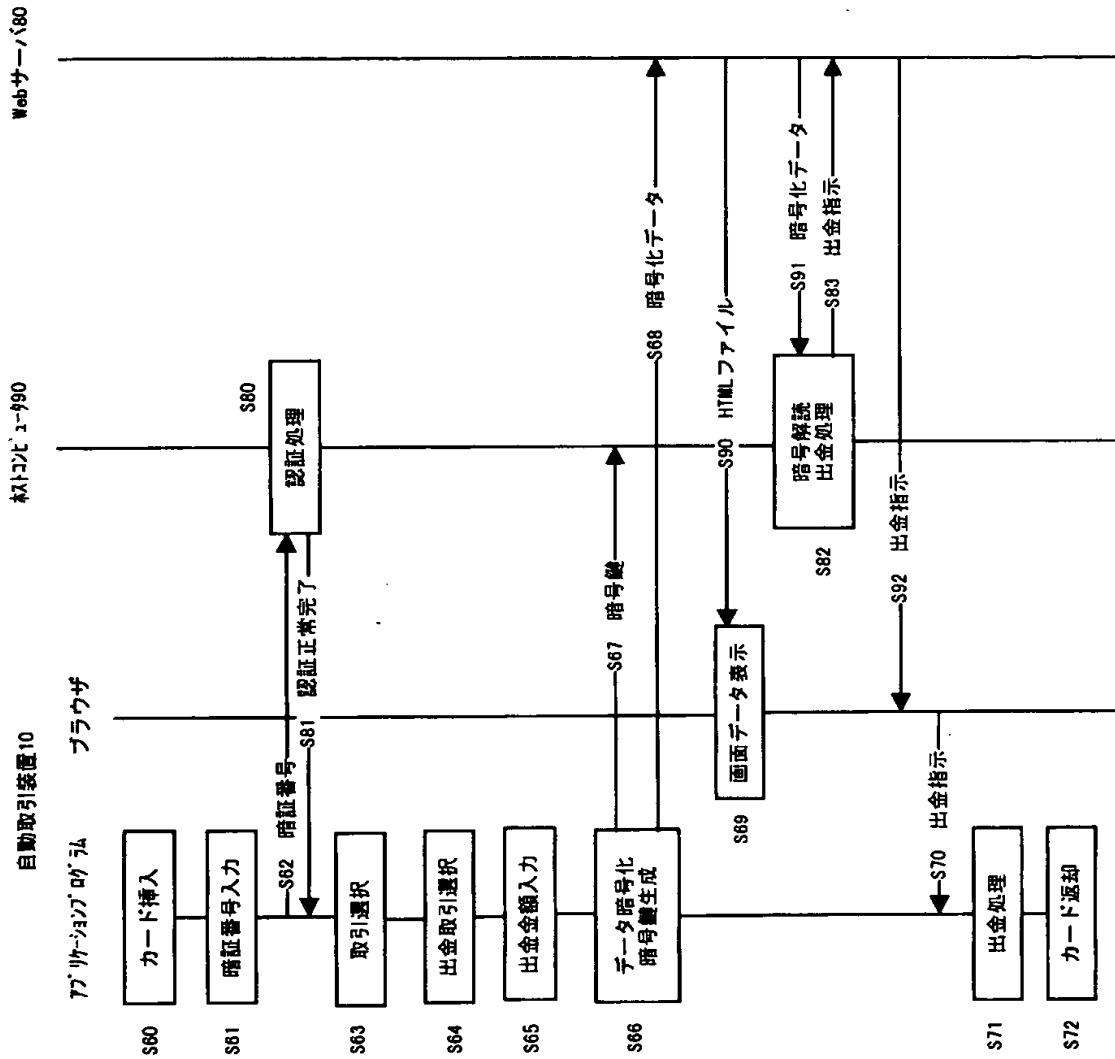 自動取引装置10
アプリケーションプログラム
ブラウザ
ホストコンピュータ90
Webサーバ80
S60
カード挿入
S61
暗証番号入力
S62 暗証番号
S80
認証処理
S81 認証正常完了
S63
取引選択
S64
出金取引選択
S65
出金金額入力
S66
データ暗号化
暗号鍵生成
S67 暗号鍵
S68 暗号化データ
S90 HTMLファイル
S69
画面データ表示
S91 暗号化データ
S82
暗号解読
出金処理
S83 出金指示
S92 出金指示
S70 出金指示
S71
出金処理
S72
カード返却